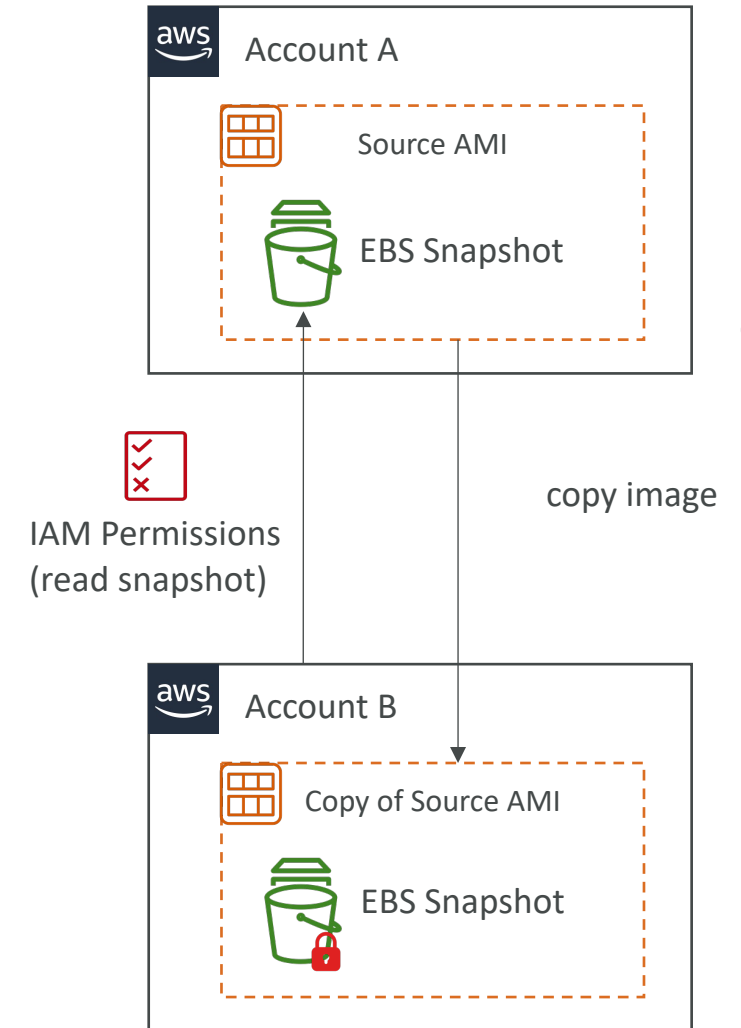 aws
Account A
Source AMI
EBS Snapshot
IAM Permissions
(read snapshot)
copy image
aws
Account B
Copy of Source AMI
EBS Snapshot